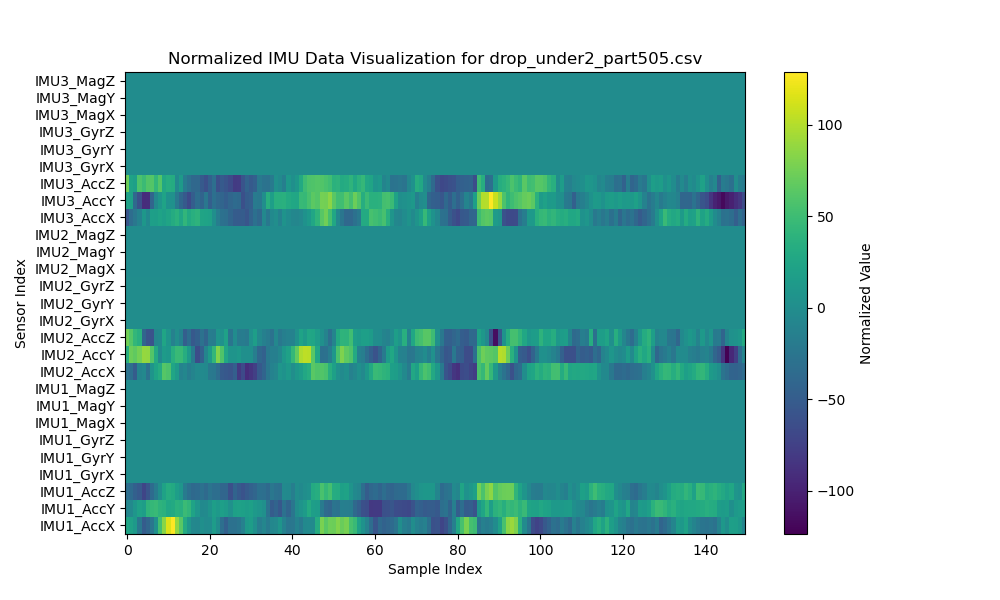 Normalized IMU Data Visualization for drop_under2_part505.csv
IMU3_MagZ
IMU3_MagY
IMU3_MagX
IMU3_GyrZ
IMU3_GyrY
IMU3_GyrX
IMU3_AccZ
IMU3_AccY
IMU3_AccX
IMU2_MagZ
IMU2_MagY
IMU2_MagX
IMU2_GyrZ
IMU2_GyrY
IMU2_GyrX
IMU2_AccZ
IMU2_AccY
IMU2_AccX
IMU1_MagZ
IMU1_MagY
IMU1_MagX
IMU1_GyrZ
IMU1_GyrY
IMU1_GyrX
IMU1_AccZ
IMU1_AccY
IMU1_AccX
Sensor Index
0 20 40 60 80 100 120 140
Sample Index
100
50
0
−50
−100
Normalized Value